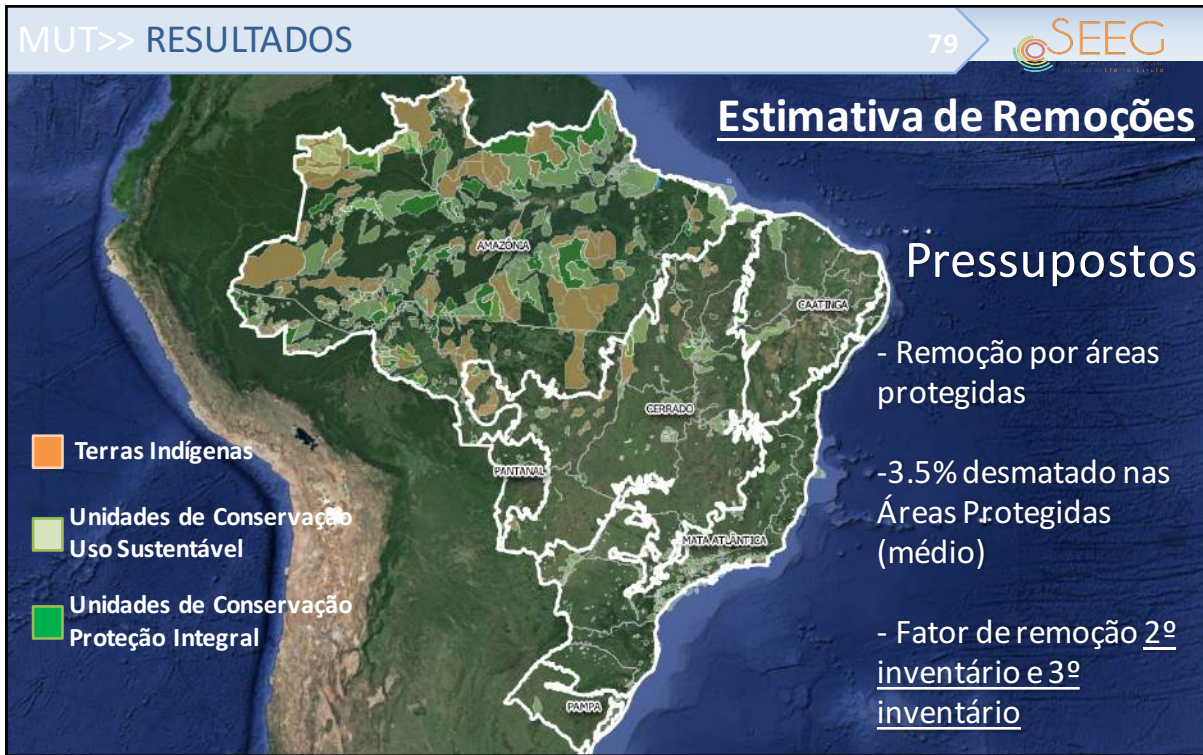 MUT>> RESULTADOS
79
SEEG
Estimativa de Remoções
Pressupostos
- Remoção por áreas
protegidas
-3.5% desmatado nas
Áreas Protegidas
(médio)
- Fator de remoção 2º
inventário e 3º
inventário
Terras Indígenas
Unidades de Conservação
Uso Sustentável
Unidades de Conservação
Proteção Integral
AMAZÔNIA
CAATINGA
CERRADO
PANTANAL
MATA ATLÂNTICA
PAMPA